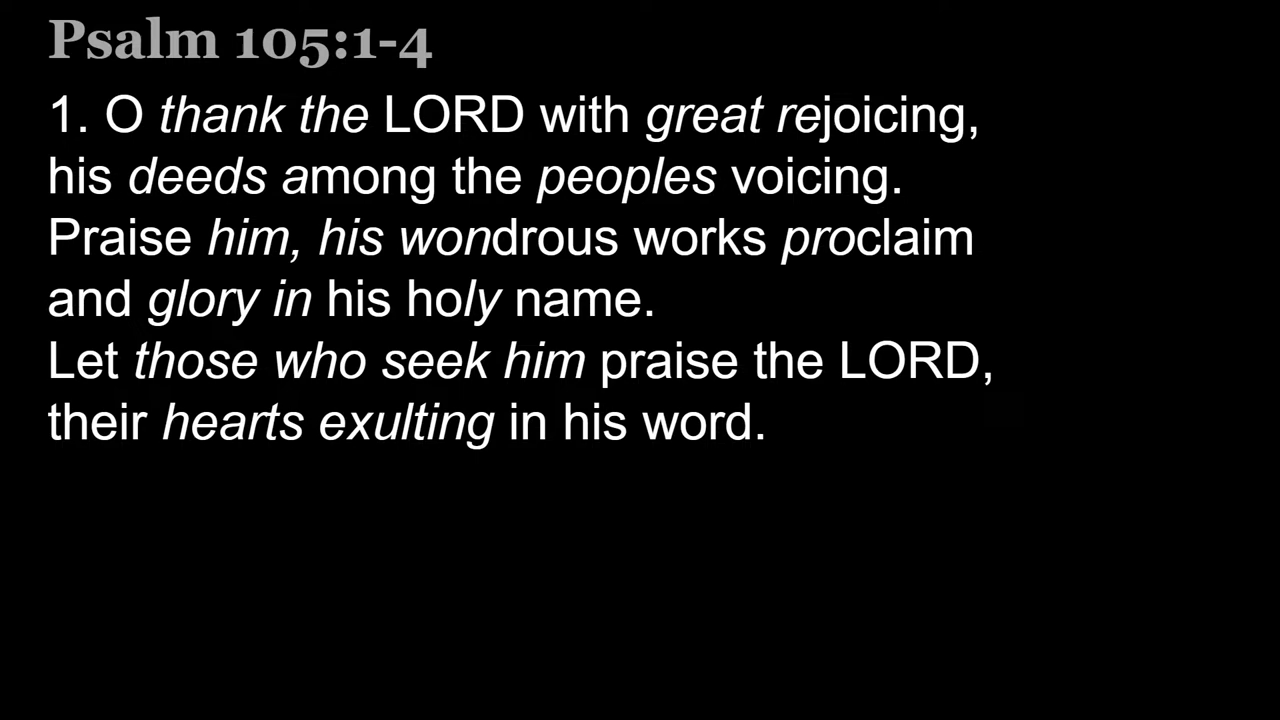 Psalm 105:1-4
1. O thank the LORD with great rejoicing,
his deeds among the peoples voicing.
Praise him, his wondrous works proclaim
and glory in his holy name.
Let those who seek him praise the LORD,
their hearts exulting in his word.